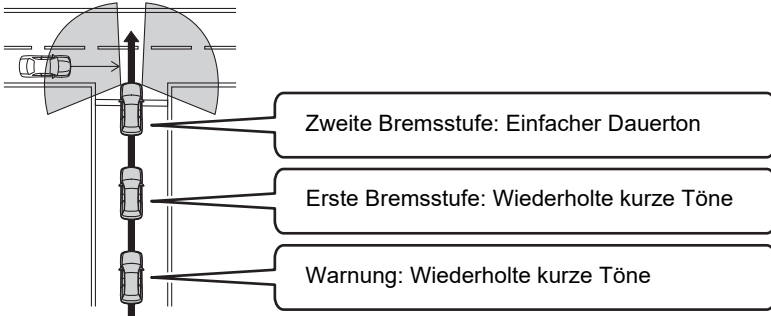 Zweite Bremsstufe: Einfacher Dauerton
Erste Bremsstufe: Wiederholte kurze Töne
Warnung: Wiederholte kurze Töne